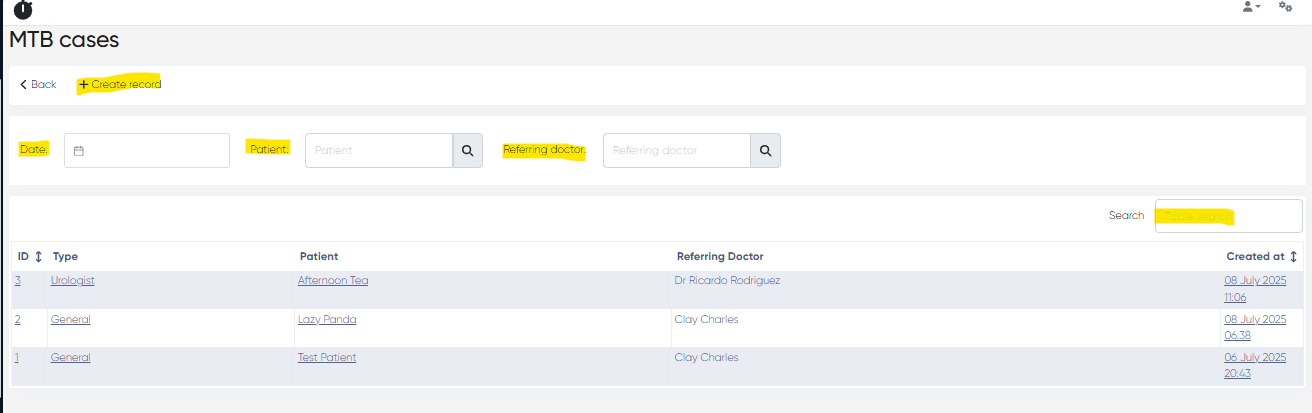 MTB cases
Back + Create record
Date: Patient: Patient Referring doctor: Referring doctor
Search Table search
ID Type Patient Referring Doctor Created at
3 Urologist Afternoon Tea Dr Ricardo Rodriguez 08 July 2025
11:06
2 General Lazy Panda Clay Charles 08 July 2025
06:38
1 General Test Patient Clay Charles 06 July 2025
20:43